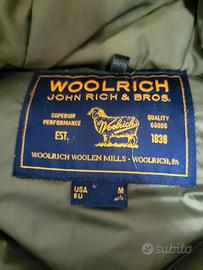 WOOLRICH
JOHN RICH & BROS.
SUPERIOR
PERFORMANCE
QUALITY
GOODS
Woolrich
EST.
1830
WOOLRICH WOOLEN MILLS - WOOLRICH, PA
USA M
EU
subito